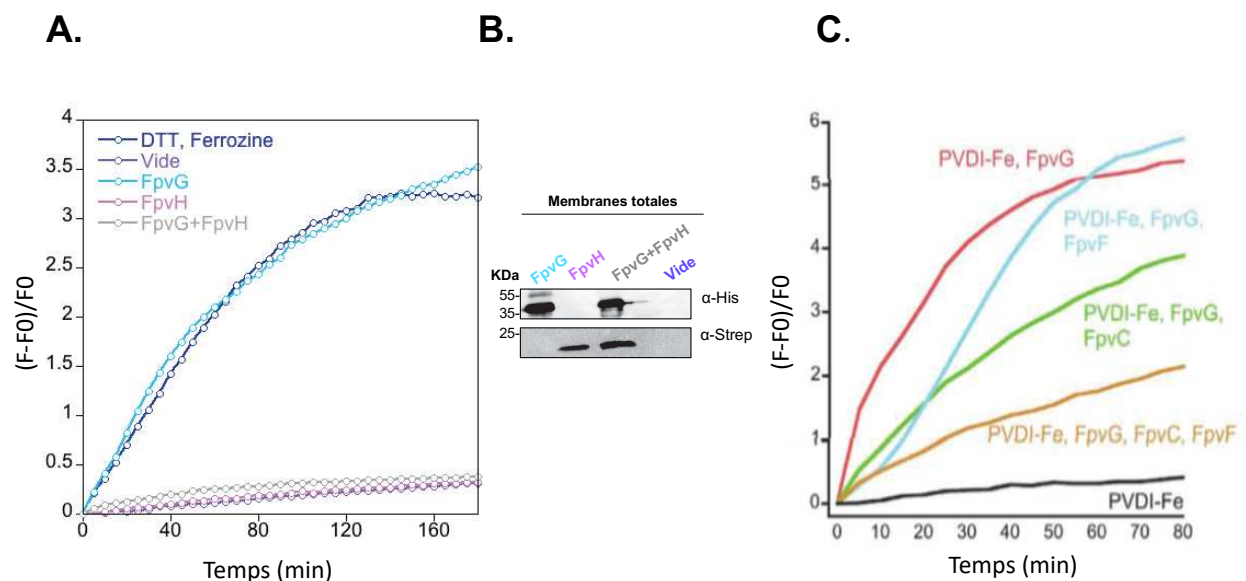 A.
B.
C.
4
3.5
3
2.5
2
1.5
1
0.5
0
(F-F0)/F0
DTT, Ferrozine
Vide
FpvG
FpvH
FpvG+FpvH
0
40
80
120
160
Temps (min)
Membranes totales
KDa
FpvG
FpvH
FpvG+FpvH
Vide
55-
35-
α-His
25-
α-Strep
6
5
4
3
2
1
0
(F-F0)/F0
PVDI-Fe, FpvG
PVDI-Fe, FpvG,
FpvF
PVDI-Fe, FpvG,
FpvC
PVDI-Fe, FpvG, FpvC, FpvF
PVDI-Fe
0 10 20 30 40 50 60 70 80
Temps (min)